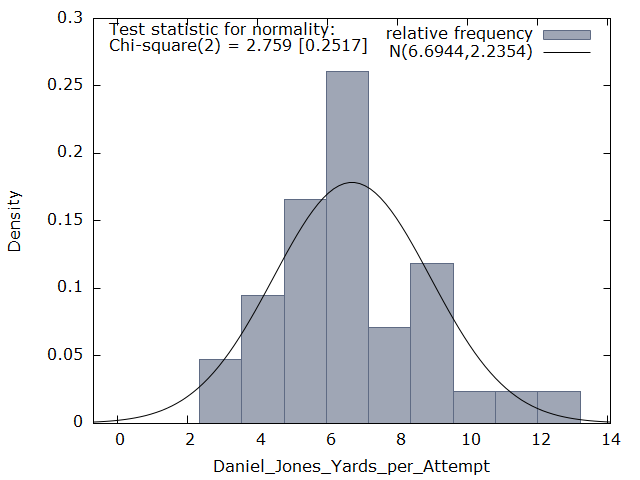 Test statistic for normality:
Chi-square(2) = 2.759 [0.2517]
relative frequency
N(6.6944,2.2354)
0.3
0.25
0.2
0.15
0.1
0.05
0
Density
0 2 4 6 8 10 12 14
Daniel_Jones_Yards_per_Attempt